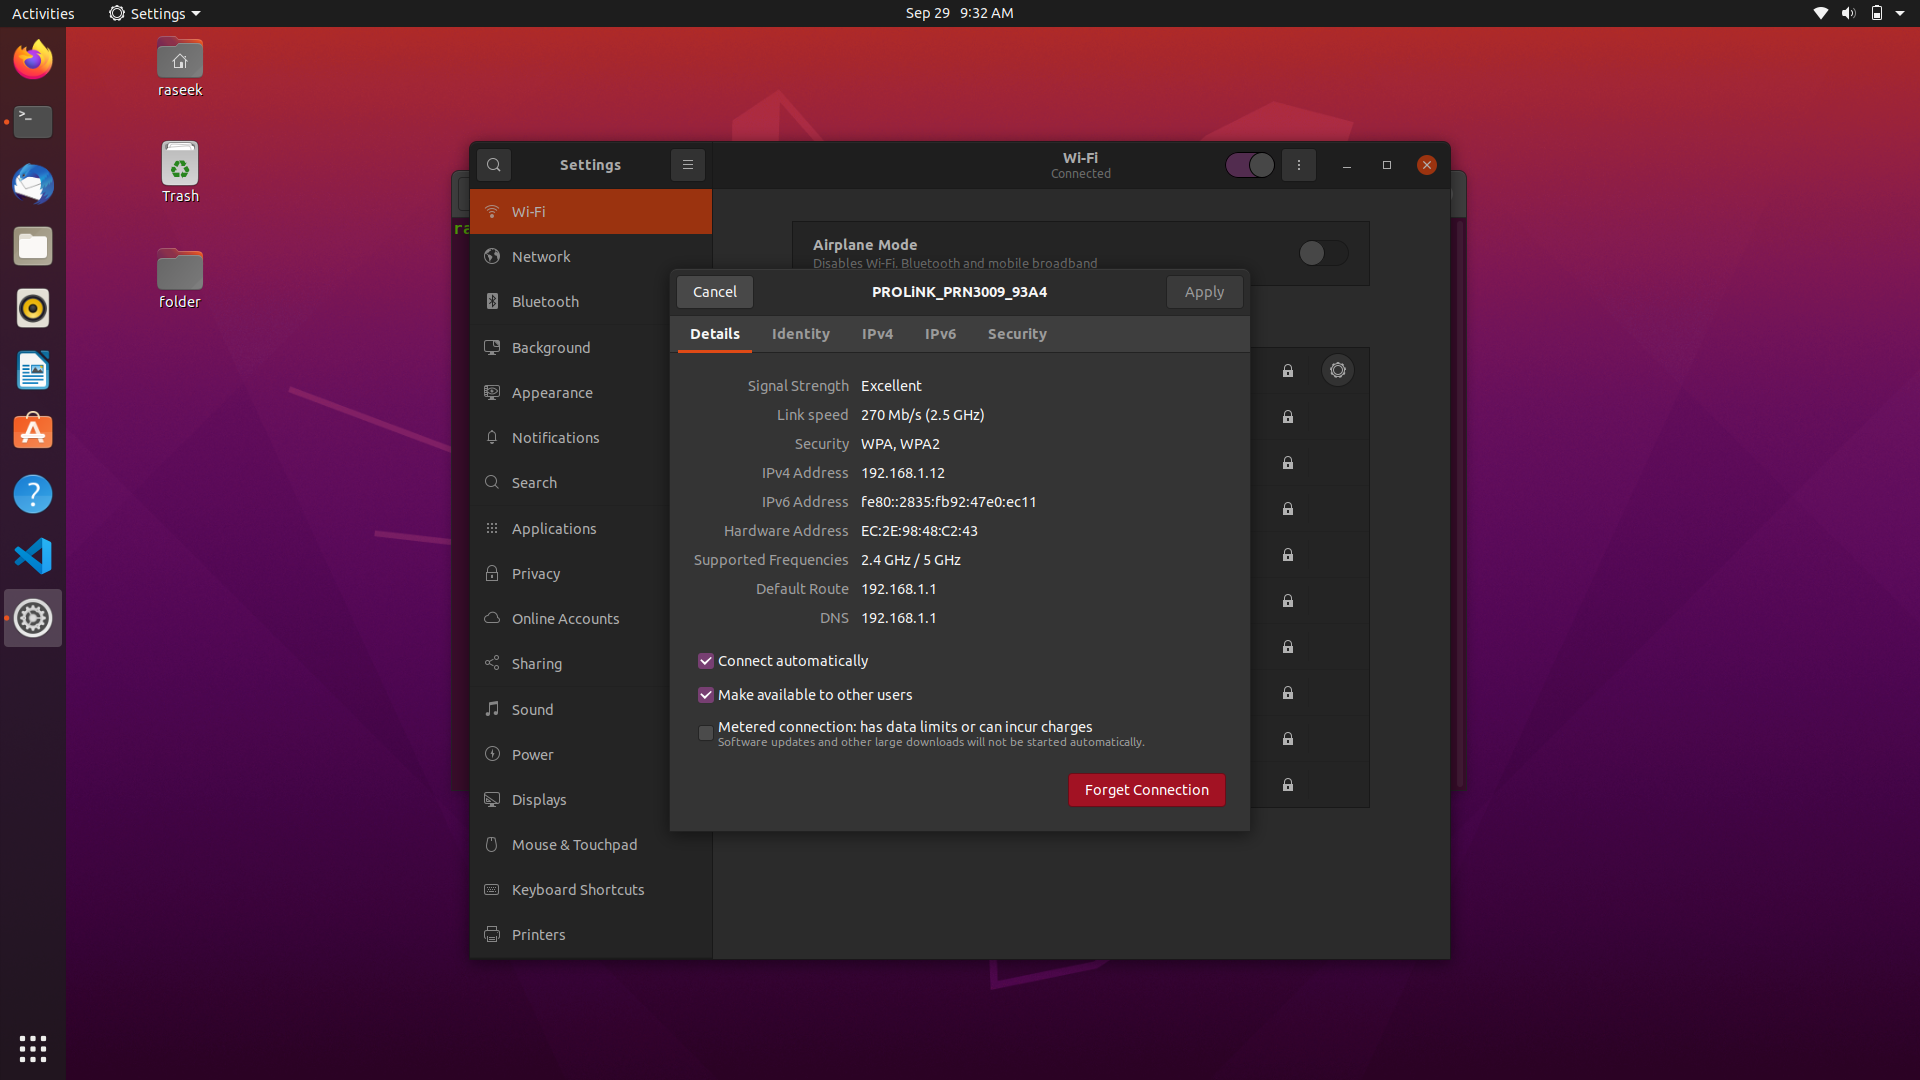 Activities
Settings
Sep 29 9:32 AM
raseek
Trash
folder
Settings
Wi-Fi
Connected
ra
Wi-Fi
Network
Bluetooth
Background
Appearance
Notifications
Search
Applications
Privacy
Online Accounts
Sharing
Sound
Power
Displays
Mouse & Touchpad
Keyboard Shortcuts
Printers
Airplane Mode
Disables Wi-Fi, Bluetooth and mobile broadband
Cancel
PROLiNK_PRN3009_93A4
Apply
Details Identity IPv4 IPv6 Security
Signal Strength Excellent
Link speed 270 Mb/s (2.5 GHz)
Security WPA, WPA2
IPv4 Address 192.168.1.12
IPv6 Address fe80::2835:fb92:47e0:ec11
Hardware Address EC:2E:98:48:C2:43
Supported Frequencies 2.4 GHz / 5 GHz
Default Route 192.168.1.1
DNS 192.168.1.1
Connect automatically
Make available to other users
Metered connection: has data limits or can incur charges
Software updates and other large downloads will not be started automatically.
Forget Connection